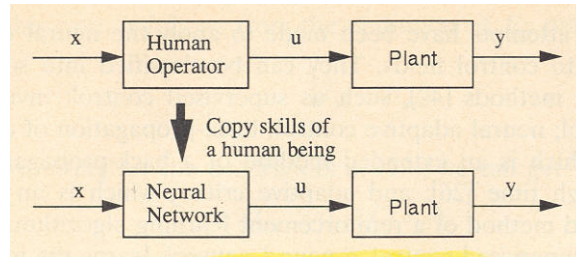 x
Human
Operator
u
Plant
y
Copy skills of
a human being
x
Neural
Network
u
Plant
y